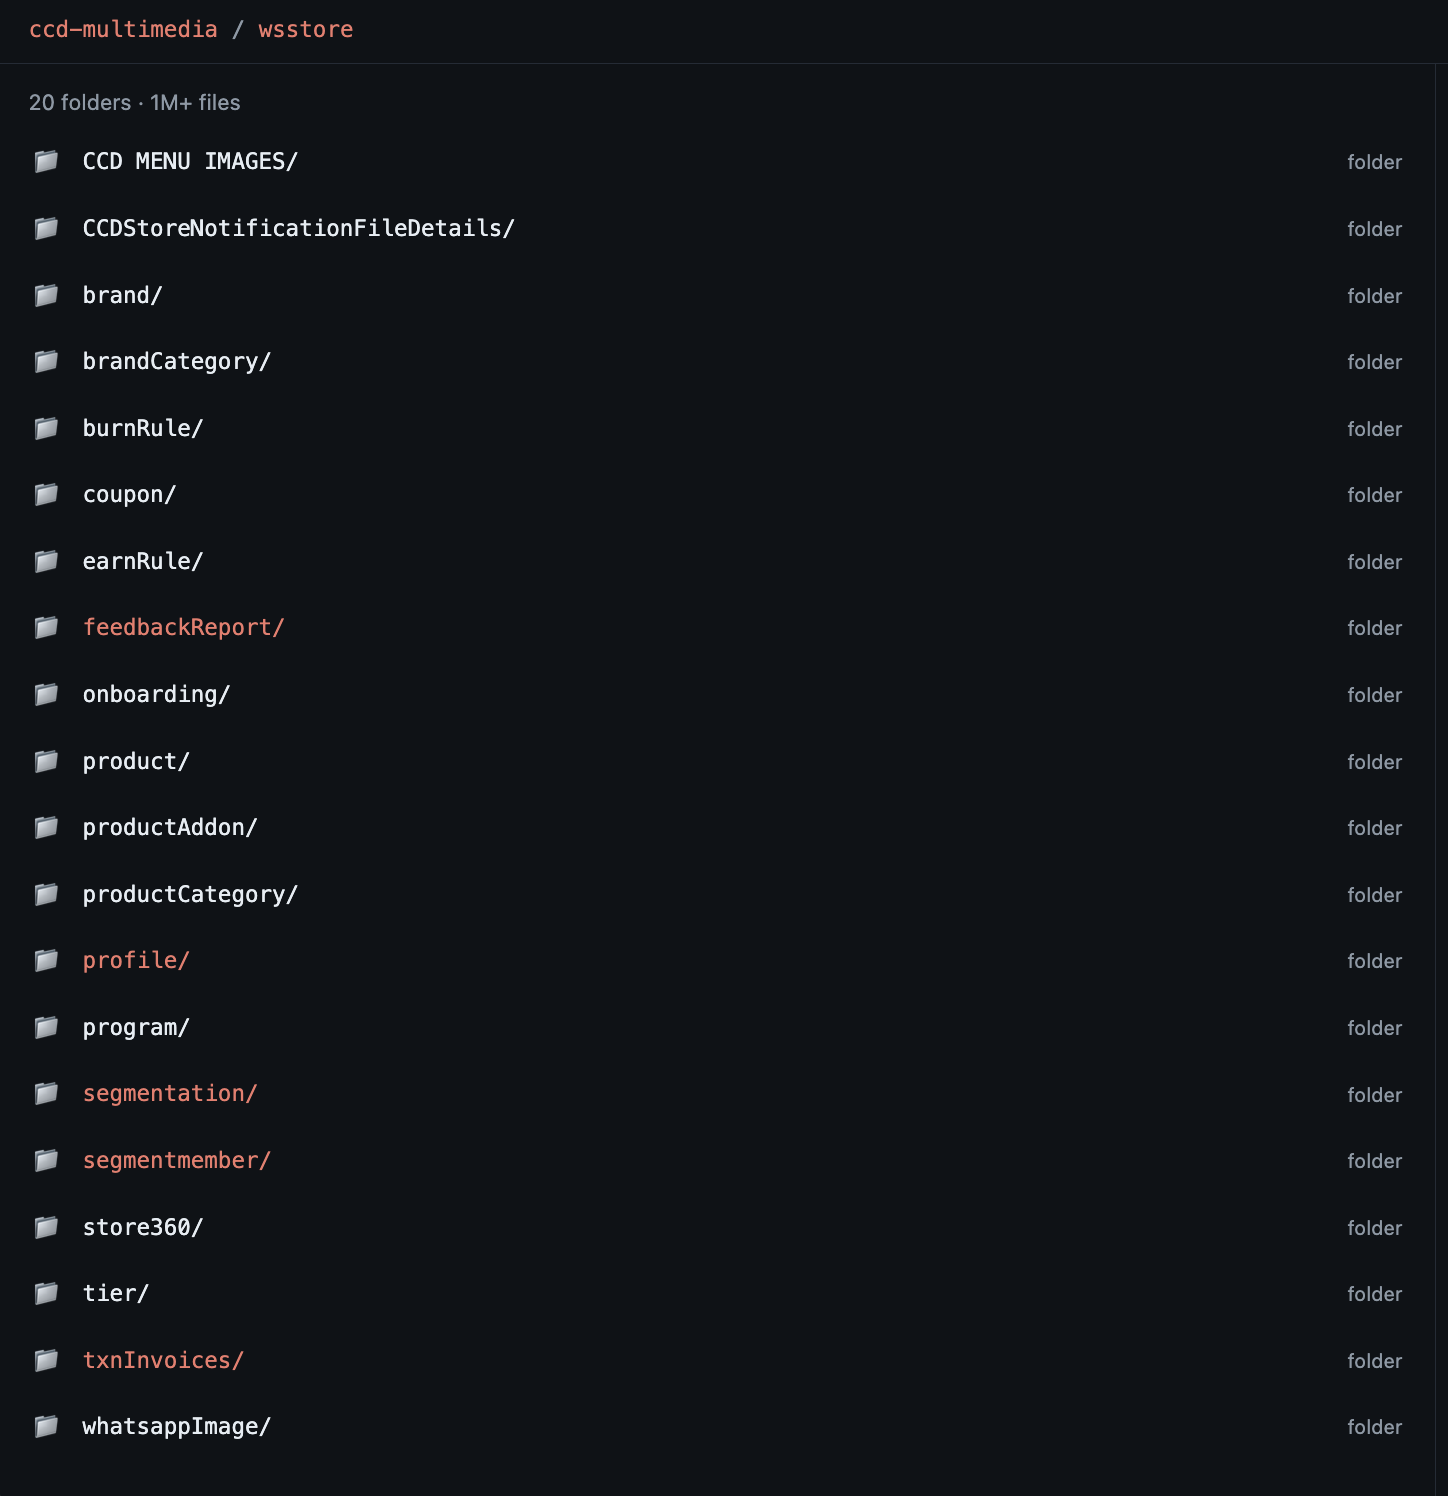 ccd-multimedia / wsstore
20 folders · 1M+ files
CCD MENU IMAGES/ folder
CCDStoreNotificationFileDetails/ folder
brand/ folder
brandCategory/ folder
burnRule/ folder
coupon/ folder
earnRule/ folder
feedbackReport/ folder
onboarding/ folder
product/ folder
productAddon/ folder
productCategory/ folder
profile/ folder
program/ folder
segmentation/ folder
segmentmember/ folder
store360/ folder
tier/ folder
txnInvoices/ folder
whatsappImage/ folder